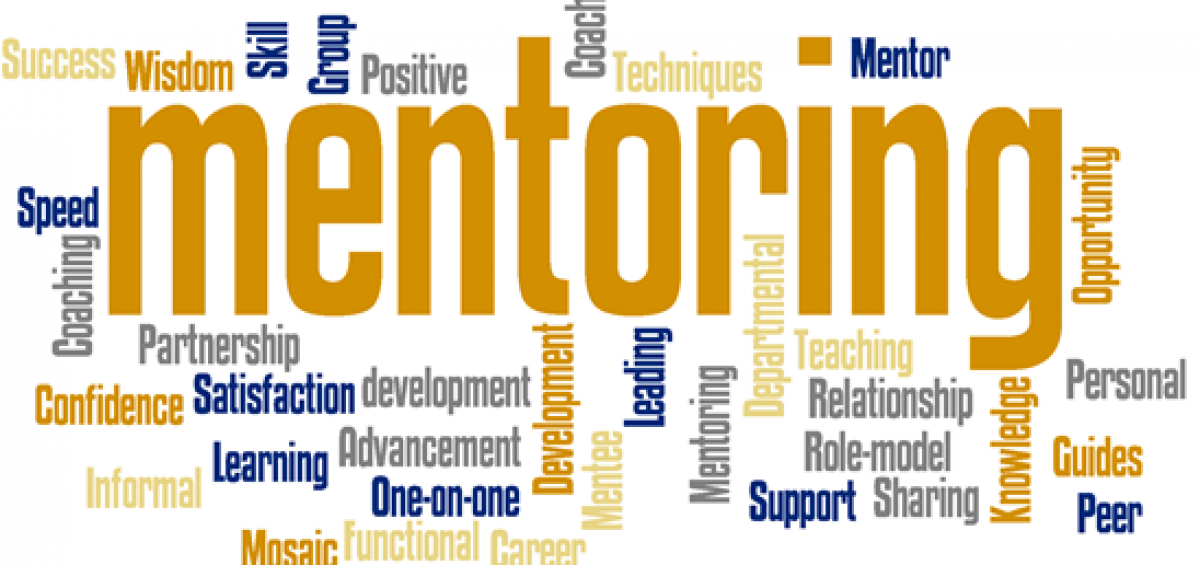 Success
Wisdom
Skill
Group
Positive
Coach
Techniques
Mentor
mentoring
Speed
Coaching
Opportunity
Partnership
Confidence
Satisfaction
development
Development
Leading
Mentoring
Departmental
Teaching
Relationship
Personal
Knowledge
Learning
Advancement
Mentee
Role-model
Guides
Informal
One-on-one
Support
Sharing
Peer
Mosaic
Functional
Career